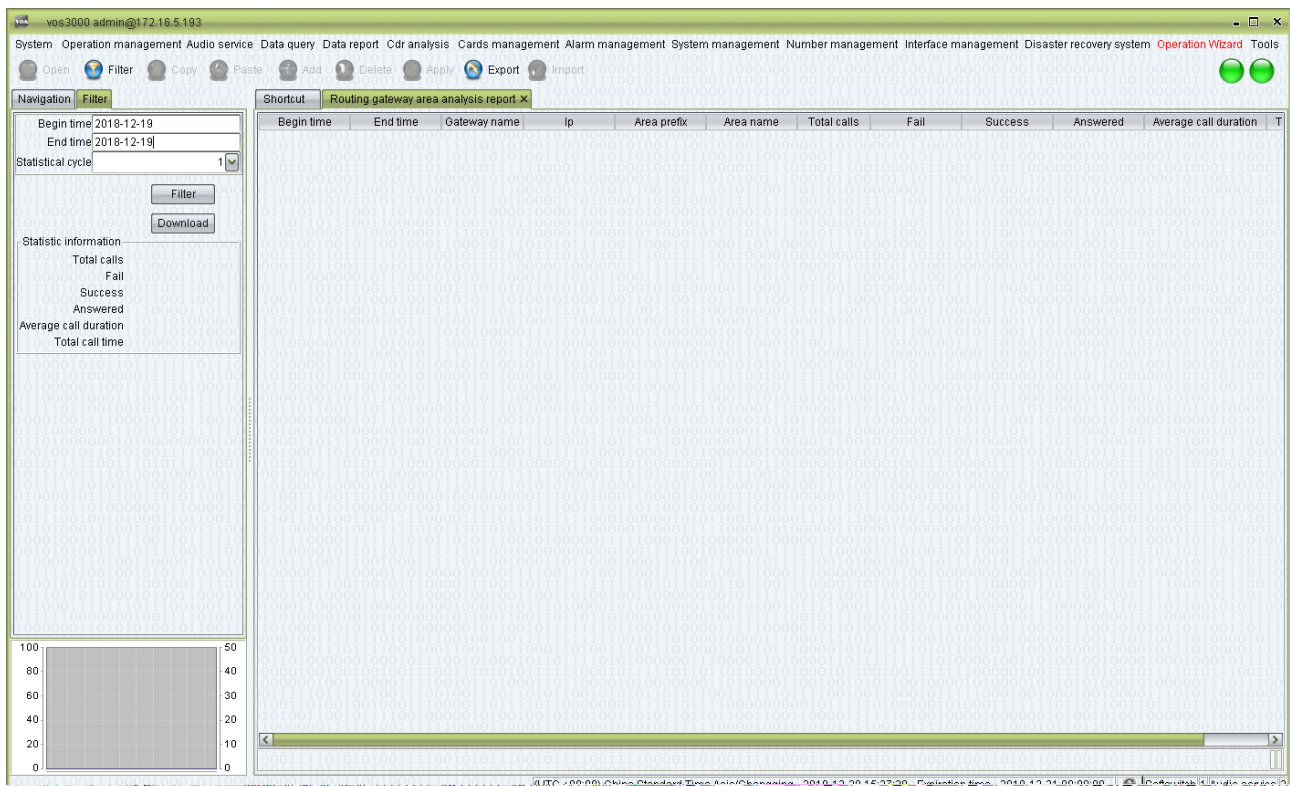 vos3000 admin@172.16.5.193
System Operation management Audio service Data query Data report Cdr analysis Cards management Alarm management System management Number management Interface management Disaster recovery system Operation Wizard Tools
Open Filter Copy Paste Add Delete Apply Export Import
Navigation Filter
Shortcut Routing gateway area analysis report ×
Begin time 2018-12-19
End time 2018-12-19
Statistical cycle 1
Filter
Download
Statistic information
Total calls
Fail
Success
Answered
Average call duration
Total call time
Begin time End time Gateway name Ip Area prefix Area name Total calls Fail Success Answered Average call duration T
100 50
80 40
60 30
40 20
20 10
0 0